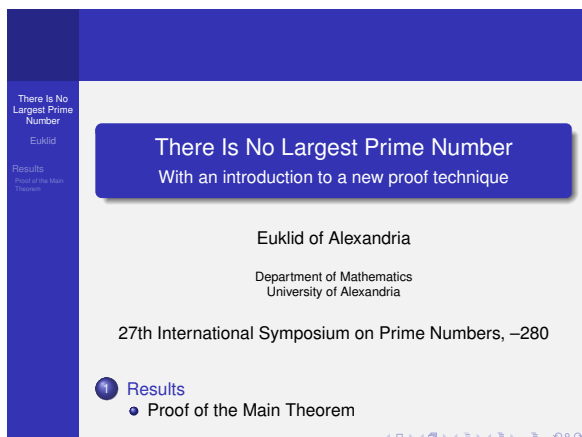 There Is No
Largest Prime
Number
Euklid
Results
Proof of the Main
Theorem
There Is No Largest Prime Number
With an introduction to a new proof technique
Euklid of Alexandria
Department of Mathematics
University of Alexandria
27th International Symposium on Prime Numbers, –280
1 Results
Proof of the Main Theorem